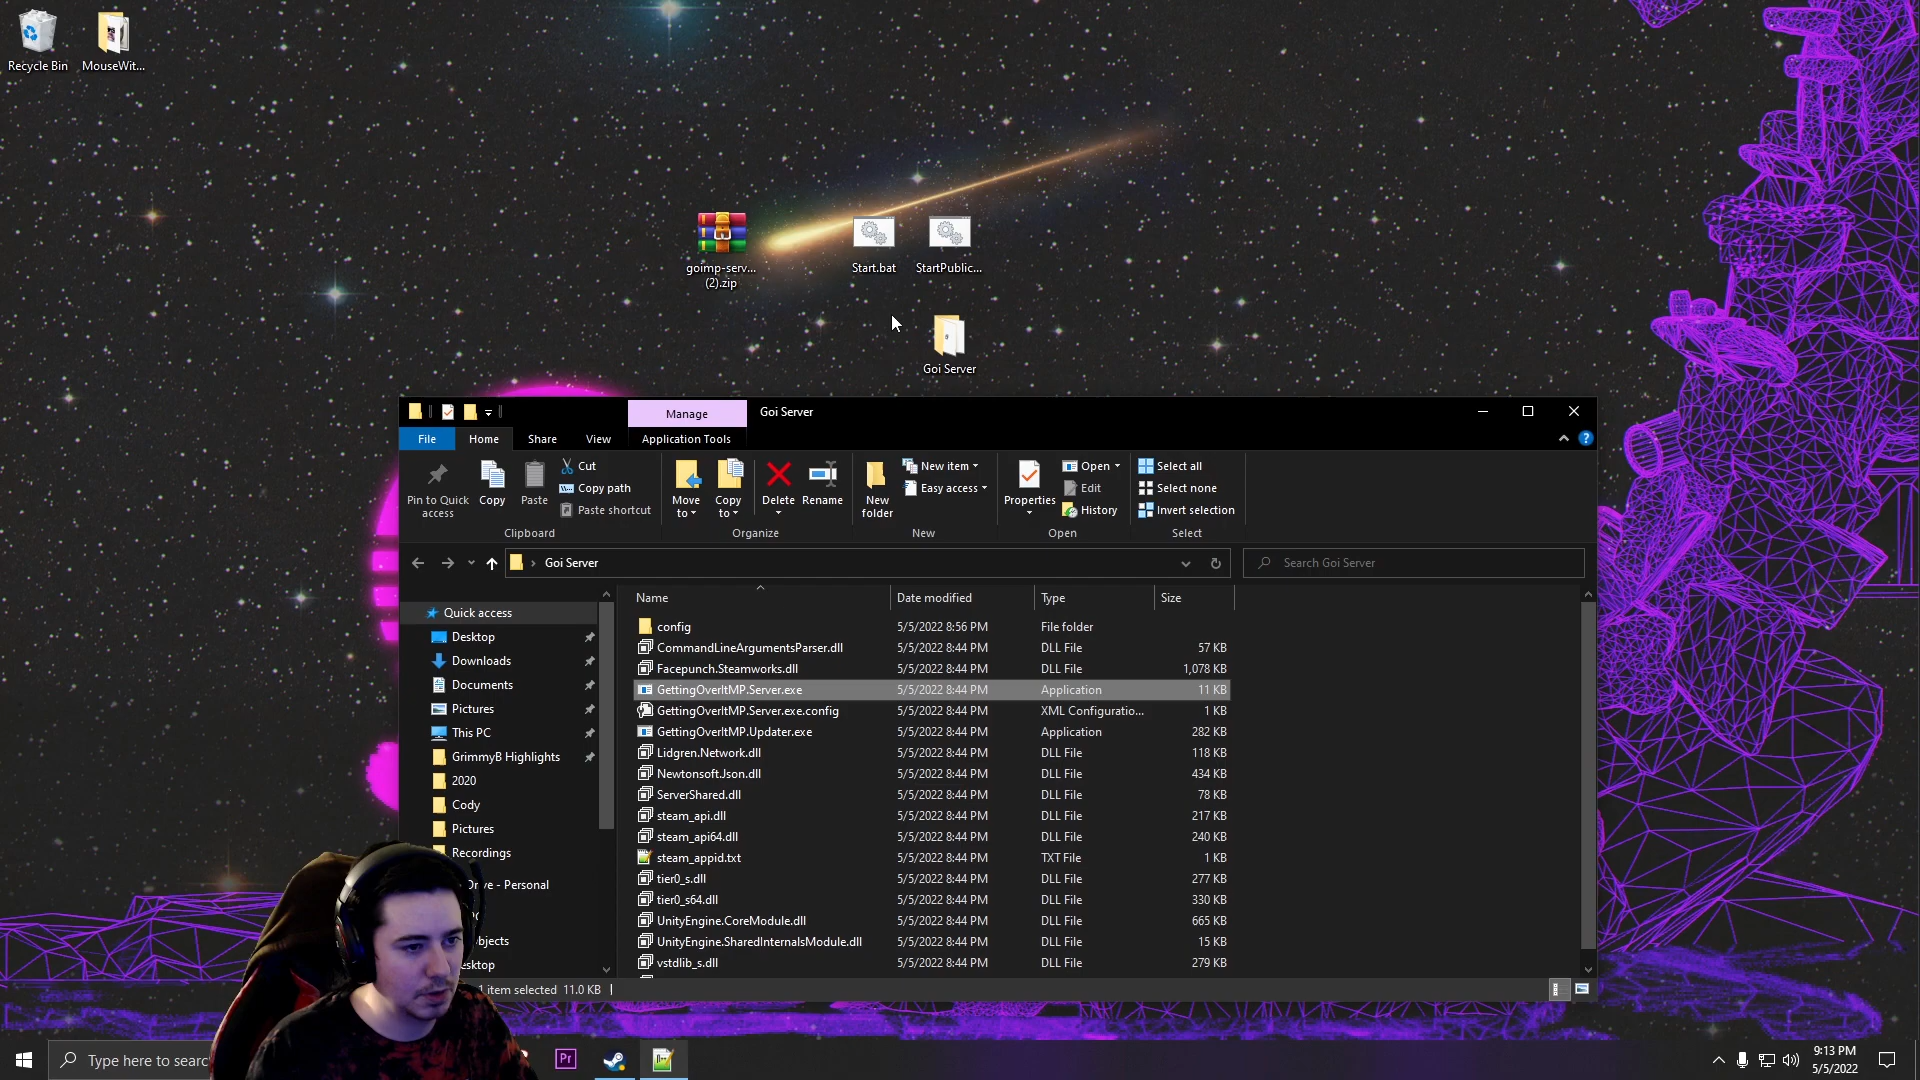 Recycle Bin
MouseWit...
goimp-serv...
(2).zip
Start.bat
StartPublic...
Goi Server
Manage
Goi Server
File
Home
Share
View
Application Tools
Pin to Quick
access
Copy
Paste
Cut
Copy path
Paste shortcut
Clipboard
Move
to
Copy
to
Delete
Rename
Organize
New
folder
New item
Easy access
New
Properties
Open
Edit
History
Open
Select all
Select none
Invert selection
Select
Goi Server
Search Goi Server
Quick access
Desktop
Downloads
Documents
Pictures
This PC
GrimmyB Highlights
2020
Cody
Pictures
Recordings
Drive - Personal
bjects
esktop
Name Date modified Type Size
config 5/5/2022 8:56 PM File folder
CommandLineArgumentsParser.dll 5/5/2022 8:44 PM DLL File 57 KB
Facepunch.Steamworks.dll 5/5/2022 8:44 PM DLL File 1,078 KB
GettingOverItMP.Server.exe 5/5/2022 8:44 PM Application 11 KB
GettingOverItMP.Server.exe.config 5/5/2022 8:44 PM XML Configuratio... 1 KB
GettingOverItMP.Updater.exe 5/5/2022 8:44 PM Application 282 KB
Lidgren.Network.dll 5/5/2022 8:44 PM DLL File 118 KB
Newtonsoft.Json.dll 5/5/2022 8:44 PM DLL File 434 KB
ServerShared.dll 5/5/2022 8:44 PM DLL File 78 KB
steam_api.dll 5/5/2022 8:44 PM DLL File 217 KB
steam_api64.dll 5/5/2022 8:44 PM DLL File 240 KB
steam_appid.txt 5/5/2022 8:44 PM TXT File 1 KB
tier0_s.dll 5/5/2022 8:44 PM DLL File 277 KB
tier0_s64.dll 5/5/2022 8:44 PM DLL File 330 KB
UnityEngine.CoreModule.dll 5/5/2022 8:44 PM DLL File 665 KB
UnityEngine.SharedInternalsModule.dll 5/5/2022 8:44 PM DLL File 15 KB
vstdlib_s.dll 5/5/2022 8:44 PM DLL File 279 KB
1 item selected 11.0 KB
Type here to searc
Pr
9:13 PM
5/5/2022